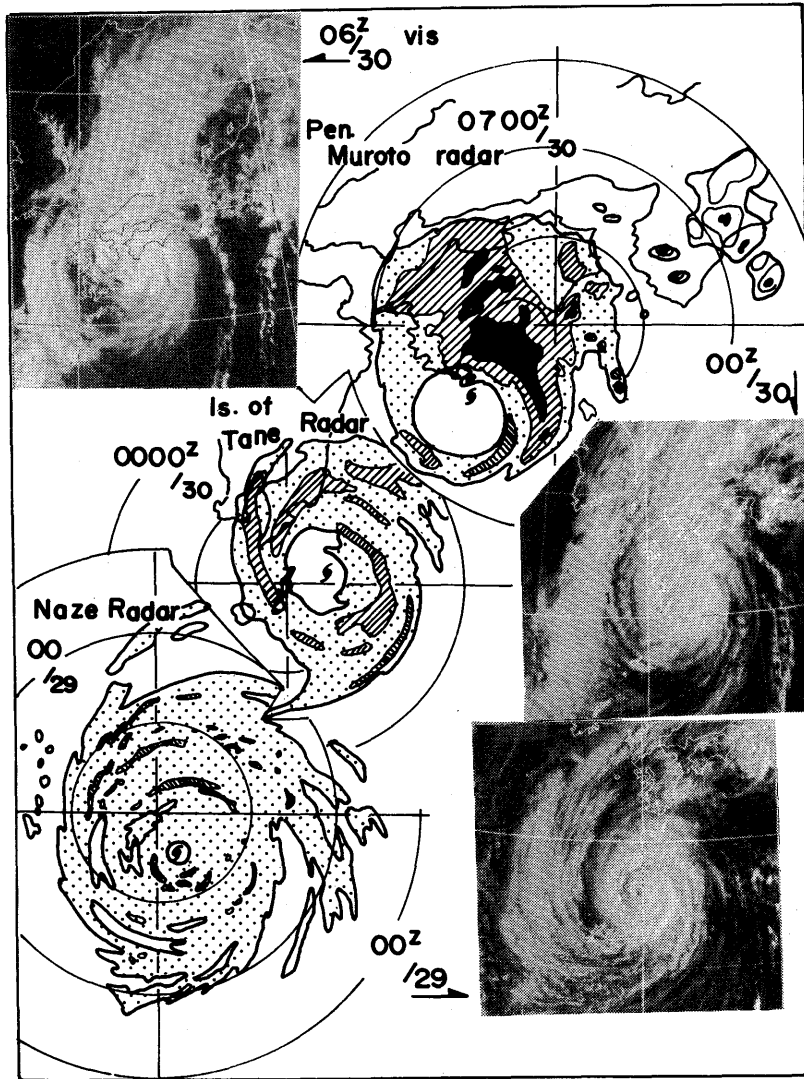 06Z/30 vis
Pen. Muroto radar
0700Z/30
00Z/30
Is. of Tane Radar
0000Z/30
Naze Radar
00/29
00Z/29